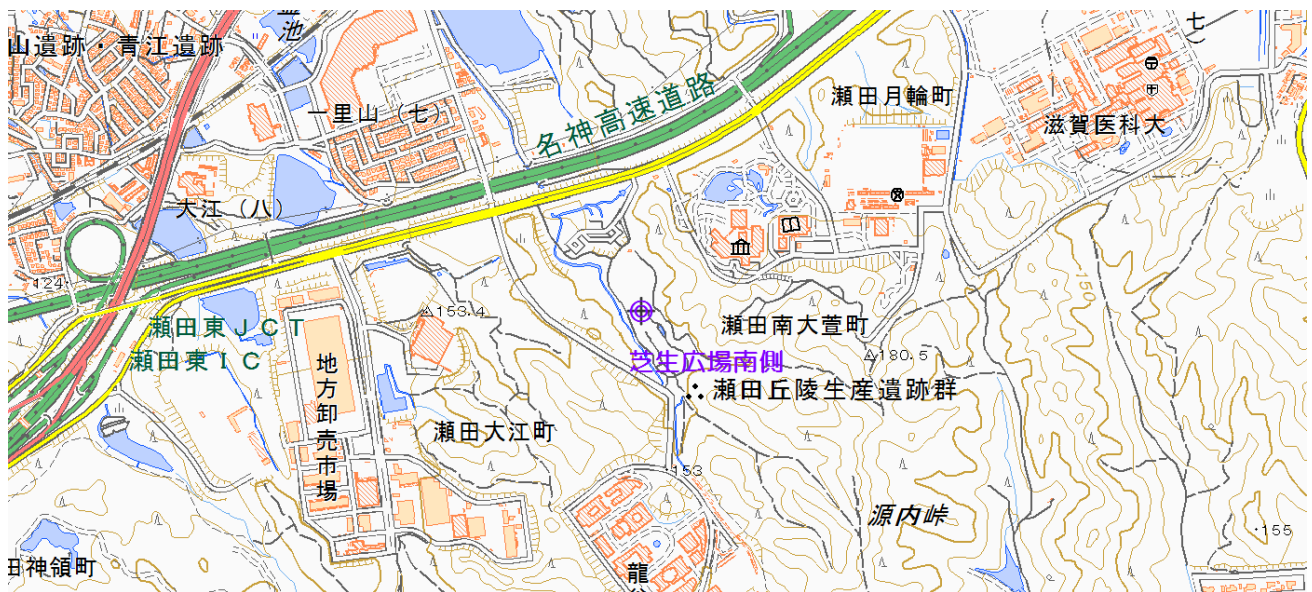 山遺跡・青江遺跡
池
七）
一里山（七）
名神高速道路
瀬田月輪町
滋賀医科大
大江（八）
124
瀬田東ＪＣＴ
瀬田東ＩＣ
153.4
地方卸売市場
瀬田南大萱町
180.5
芝生広場南側
瀬田丘陵生産遺跡群
瀬田大江町
153
源内峠
155
田神領町
龍